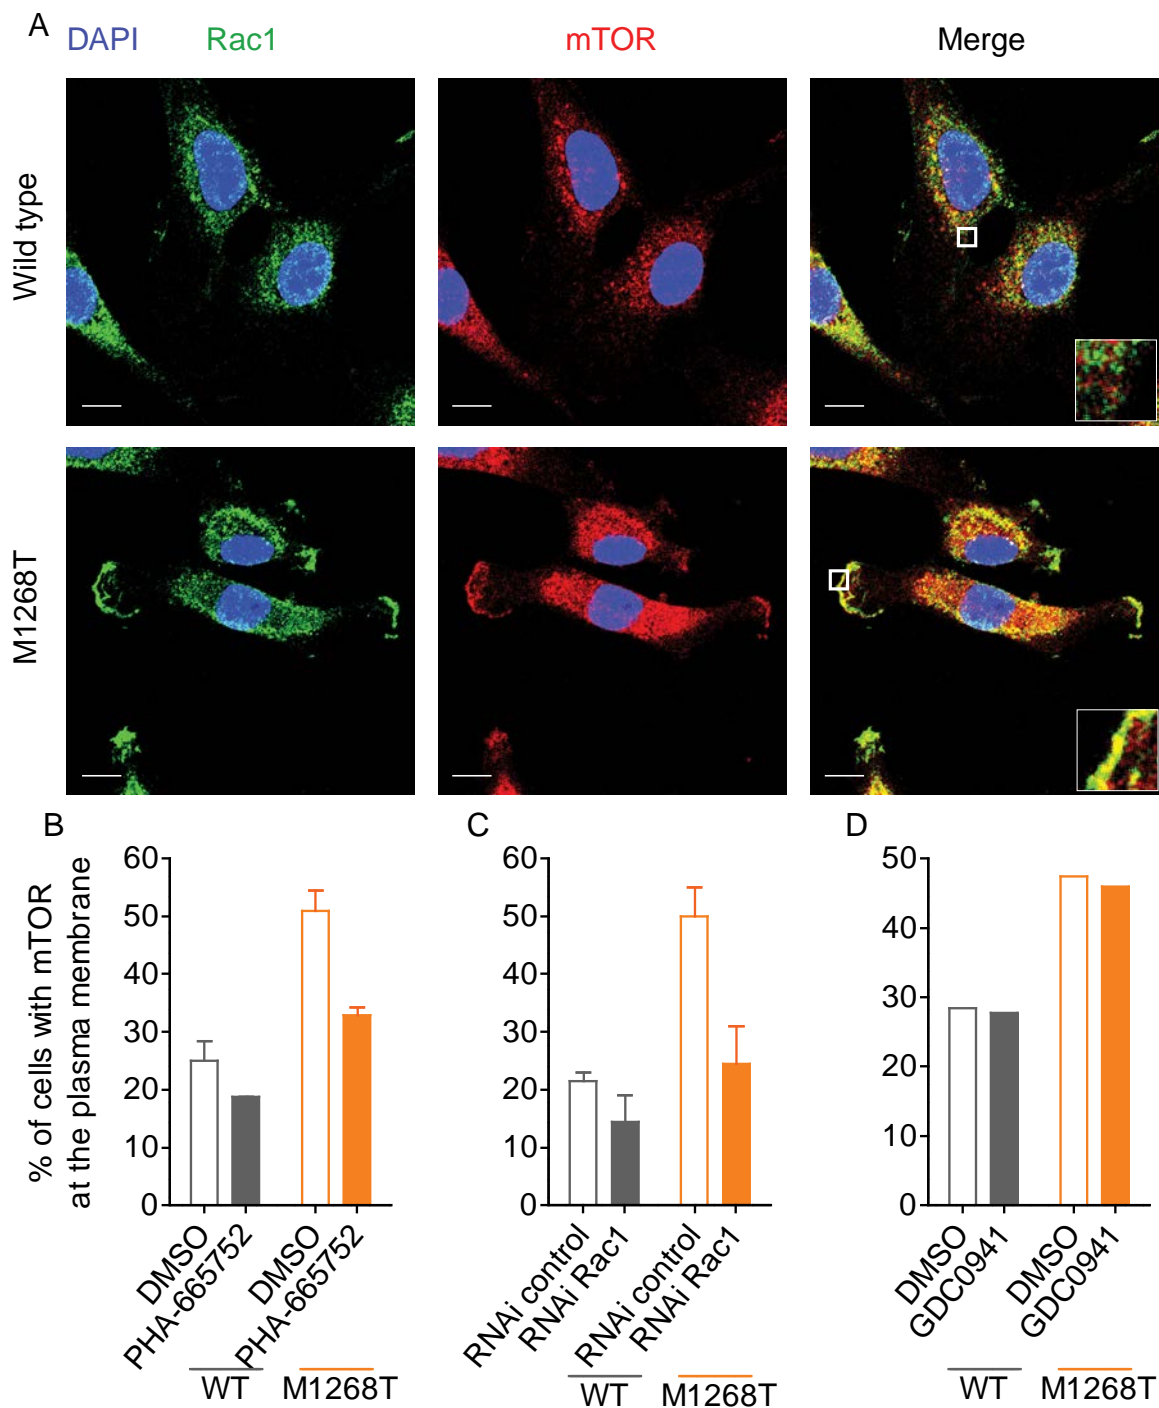 A
DAPI Rac1 mTOR Merge
Wild type
M1268T
B C D
% of cells with mTOR
at the plasma membrane
60
50
40
30
20
10
0
DMSO
PHA-665752
DMSO
PHA-665752
WT M1268T
60
50
40
30
20
10
0
RNAi control
RNAi Rac1
RNAi control
RNAi Rac1
WT M1268T
50
40
30
20
10
0
DMSO
GDC0941
DMSO
GDC0941
WT M1268T